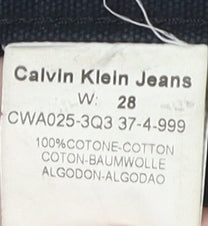 Calvin Klein Jeans
W: 28
CWA025-3Q3 37-4-999
100%COTONE-COTTON
COTON-BAUMWOLLE
ALGODON-ALGODAO